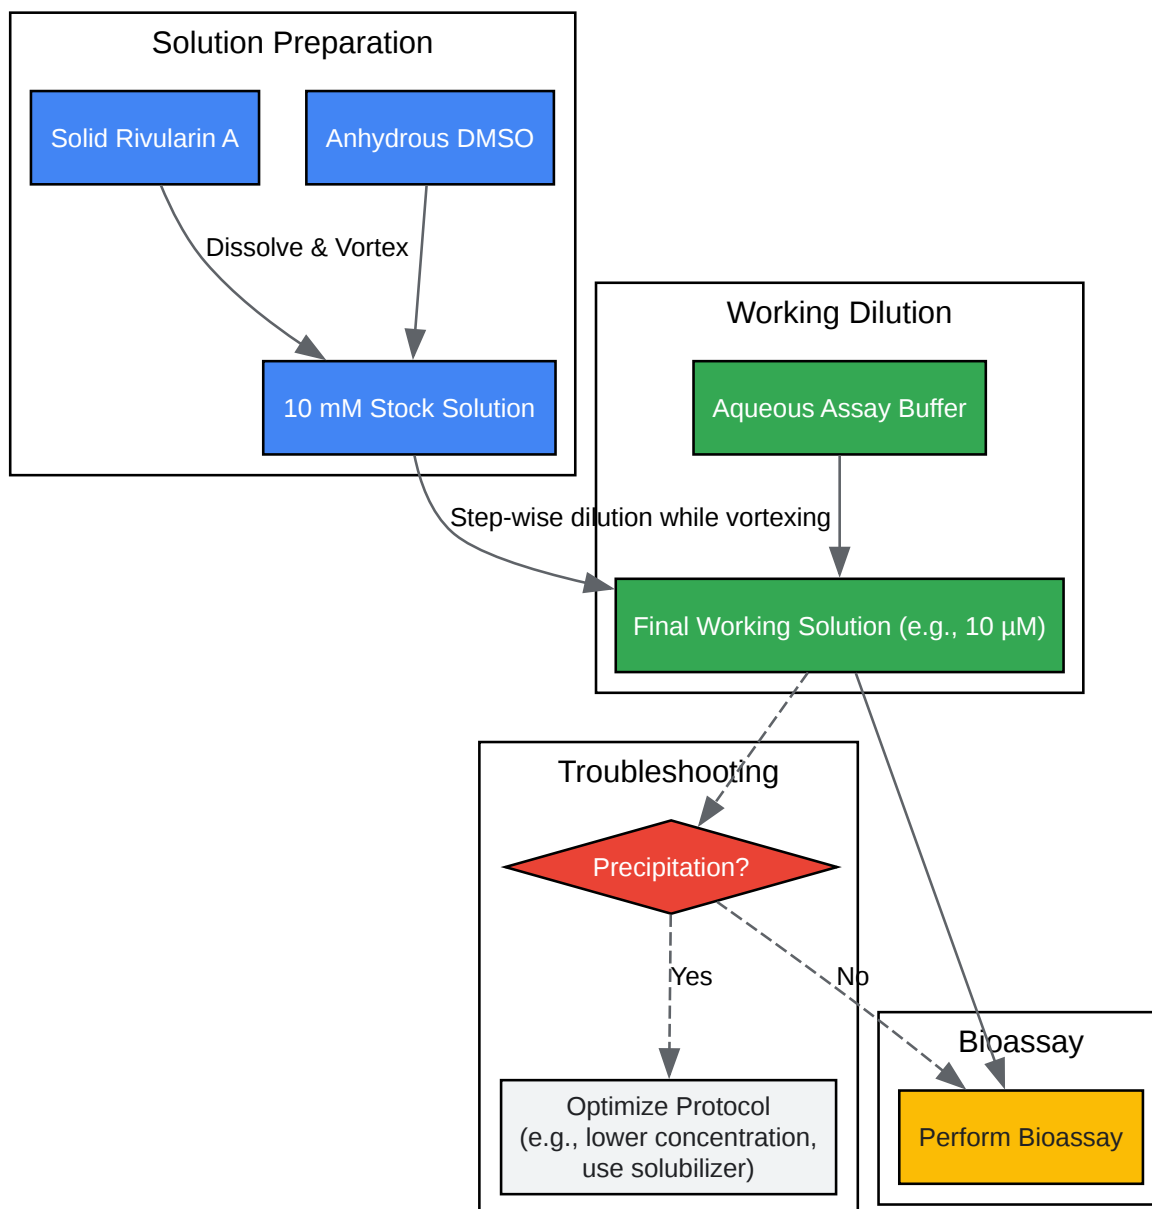 Solution Preparation
Solid Rivularin A
Anhydrous DMSO
Dissolve & Vortex
10 mM Stock Solution
Working Dilution
Aqueous Assay Buffer
Step-wise dilution while vortexing
Final Working Solution (e.g., 10 µM)
Troubleshooting
Precipitation?
Yes
No
Optimize Protocol
(e.g., lower concentration,
use solubilizer)
Bioassay
Perform Bioassay